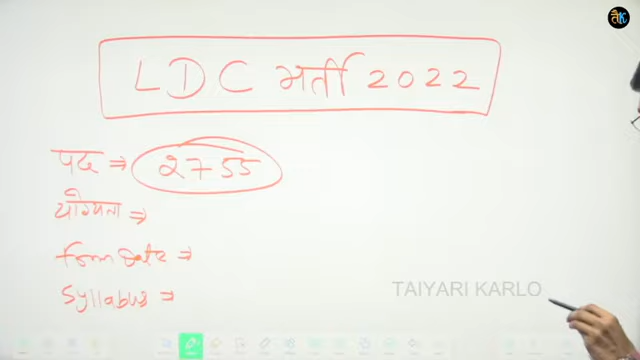 तैK
LDC भर्ती 2022
पद ⇒ 2755
योग्यता ⇒
form Date ⇒
Syllabus ⇒
TAIYARI KARLO